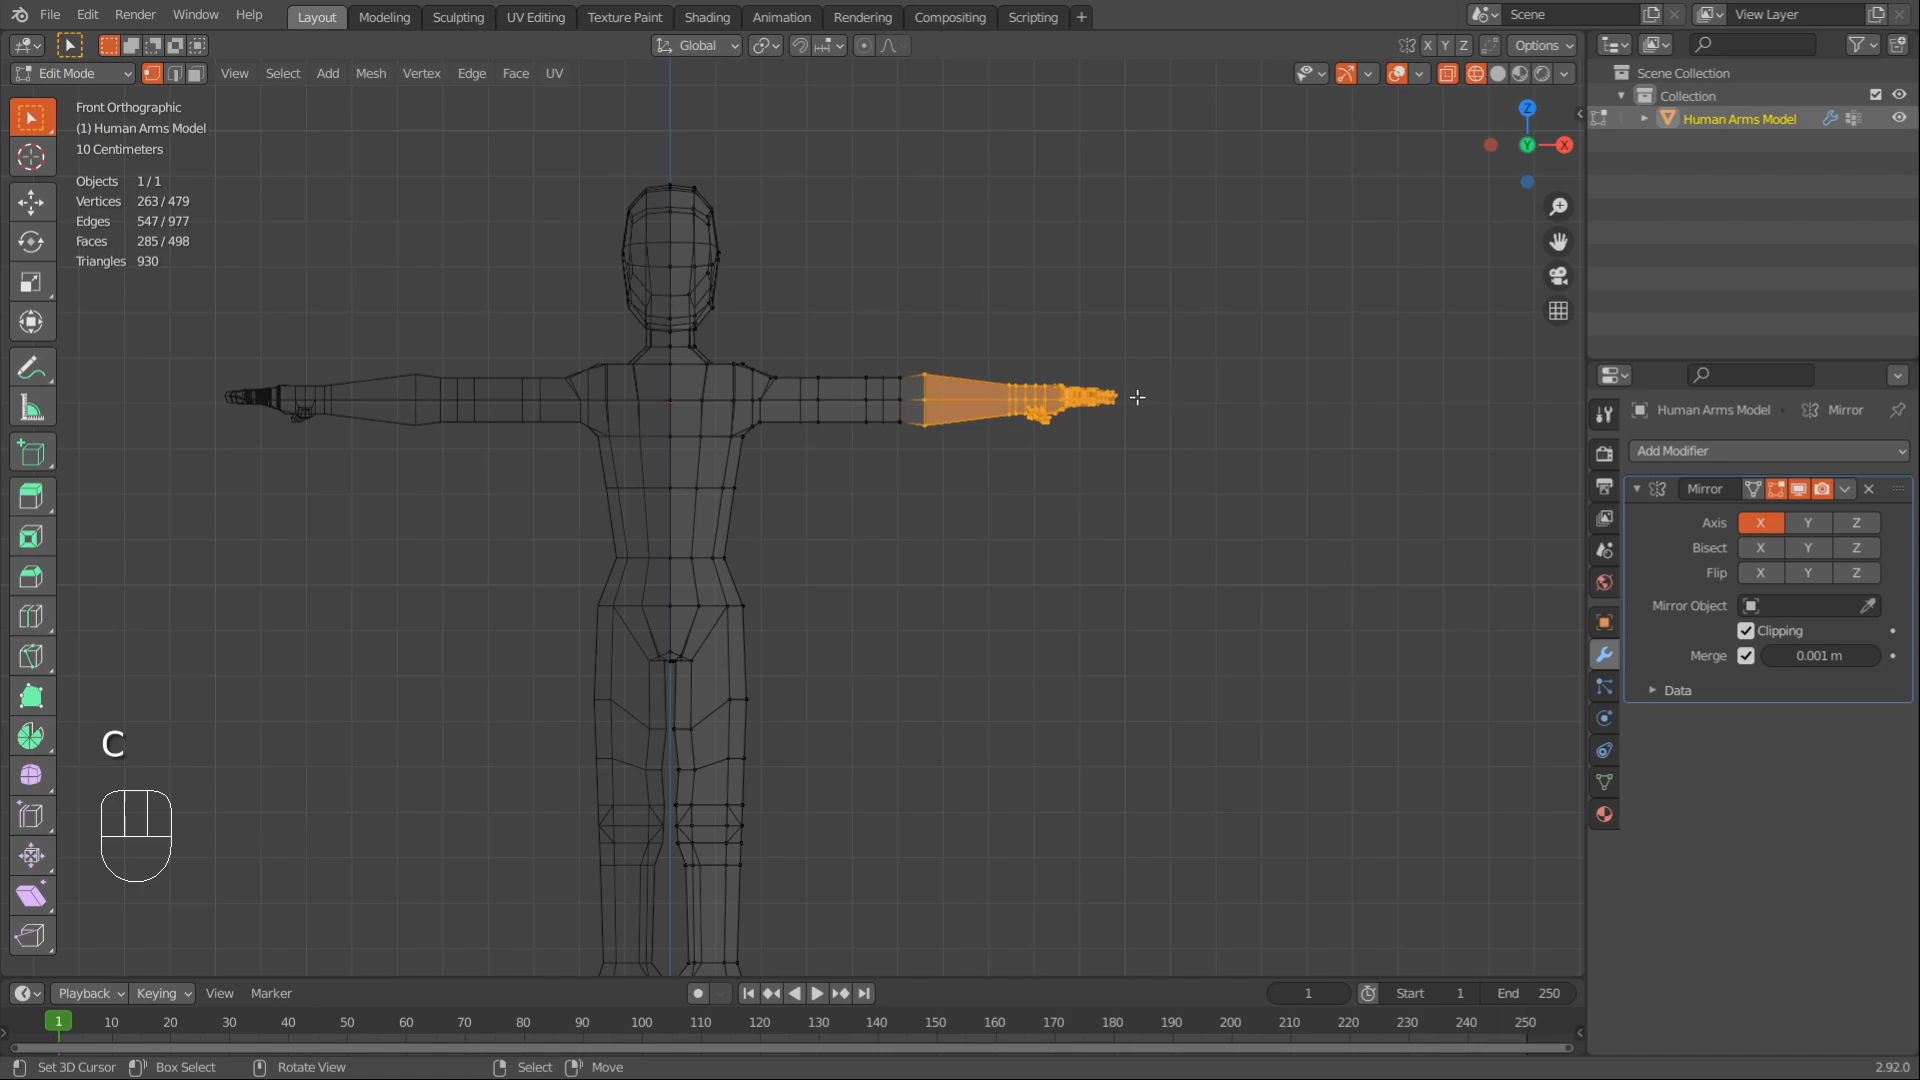 File Edit Render Window Help
Layout Modeling Sculpting UV Editing Texture Paint Shading Animation Rendering Compositing Scripting +
Scene
View Layer
Global
X Y Z
Options
Edit Mode
View Select Add Mesh Vertex Edge Face UV
Scene Collection
Collection
Human Arms Model
Front Orthographic
(1) Human Arms Model
10 Centimeters
Objects 1 / 1
Vertices 263 / 479
Edges 547 / 977
Faces 285 / 498
Triangles 930
Z
Y
X
Human Arms Model
Mirror
Add Modifier
Mirror
Axis X Y Z
Bisect X Y Z
Flip X Y Z
Mirror Object
Clipping
Merge 0.001 m
Data
C
Playback Keying View Marker
1
Start 1
End 250
1 10 20 30 40 50 60 70 80 90 100 110 120 130 140 150 160 170 180 190 200 210 220 230 240 250
Set 3D Cursor
Box Select
Rotate View
Select
Move
2.92.0